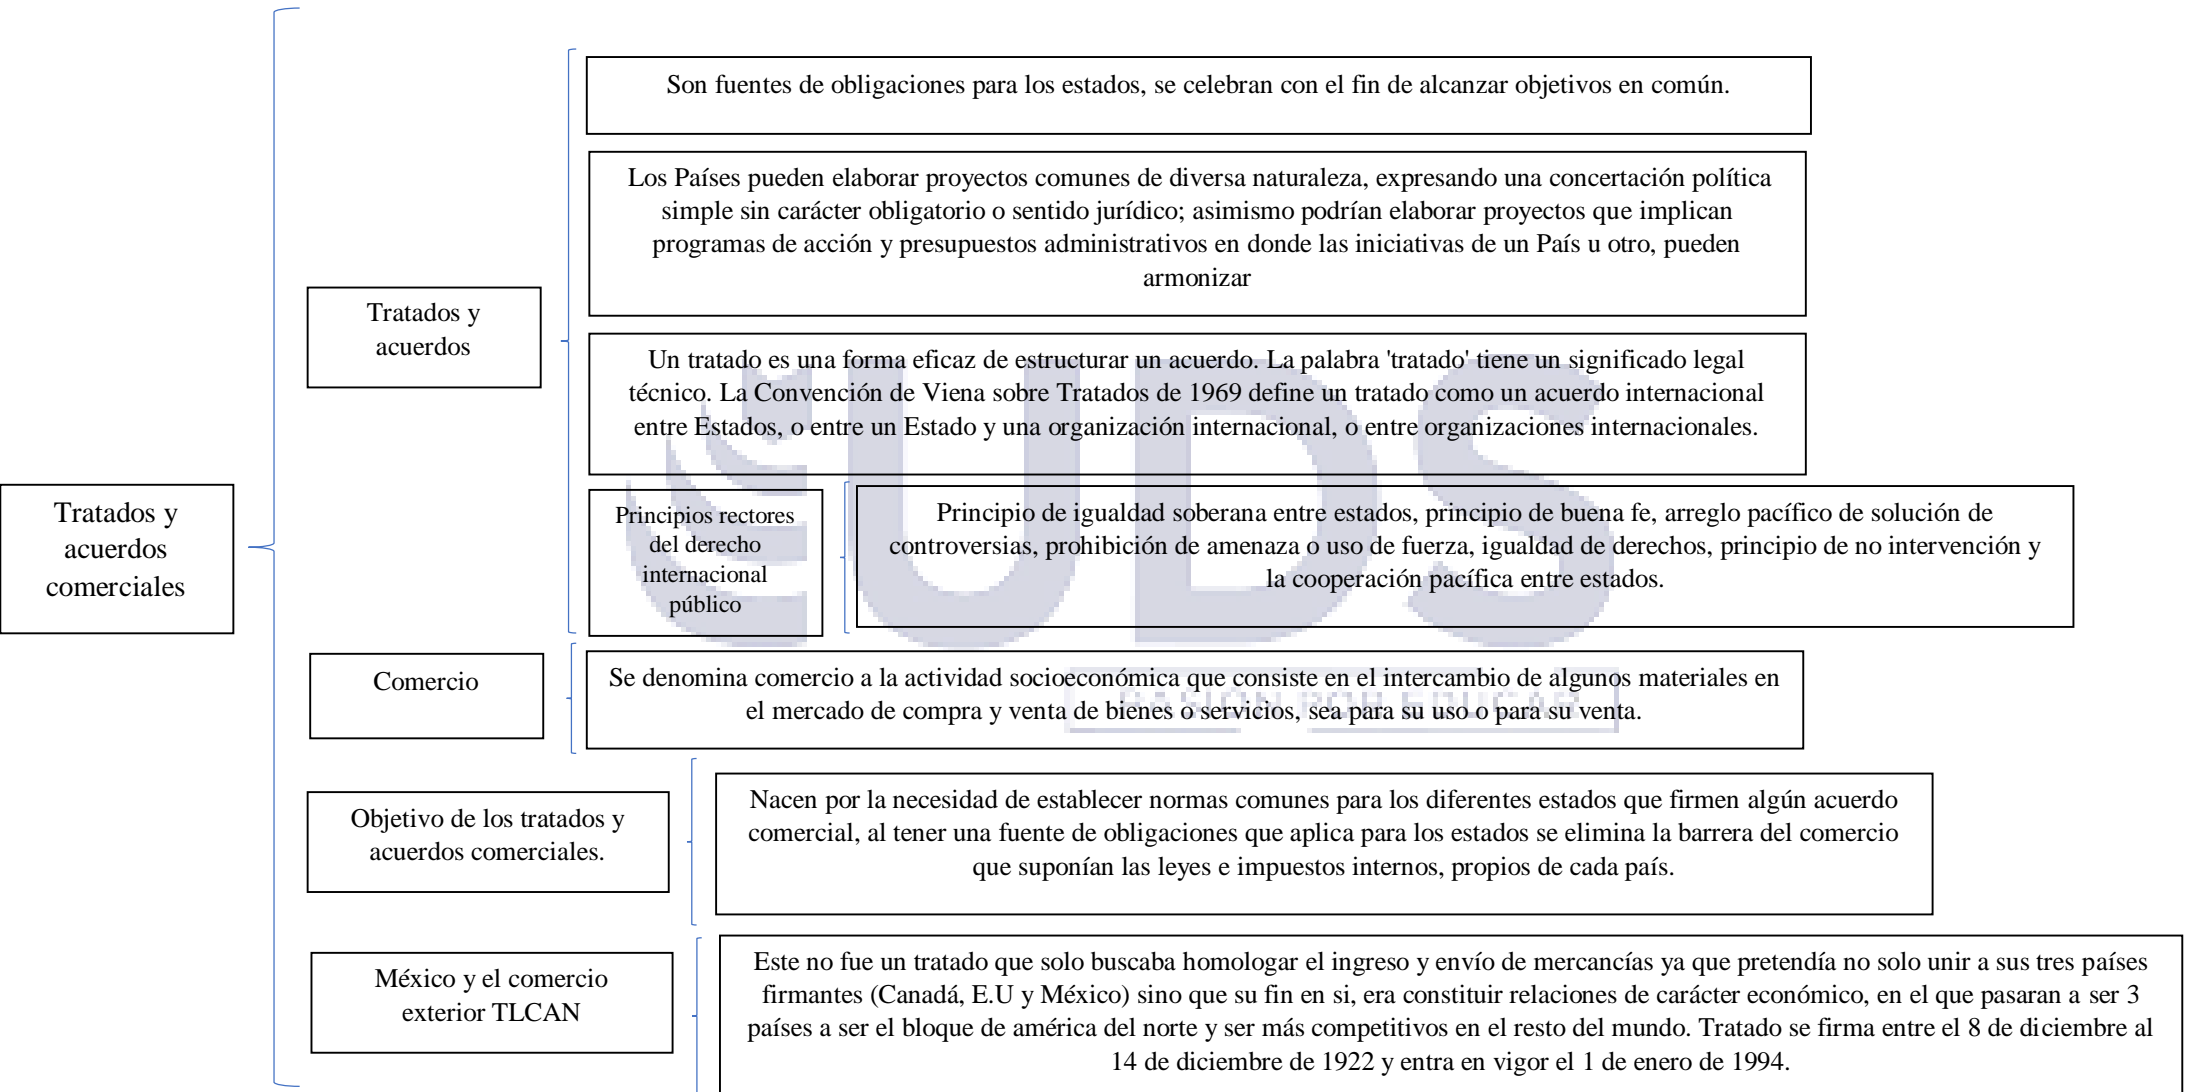 Tratados y
acuerdos
comerciales
Tratados y
acuerdos
Son fuentes de obligaciones para los estados, se celebran con el fin de alcanzar objetivos en común.
Los Países pueden elaborar proyectos comunes de diversa naturaleza, expresando una concertación política
simple sin carácter obligatorio o sentido jurídico; asimismo podrían elaborar proyectos que implican
programas de acción y presupuestos administrativos en donde las iniciativas de un País u otro, pueden
armonizar
Un tratado es una forma eficaz de estructurar un acuerdo. La palabra 'tratado' tiene un significado legal
técnico. La Convención de Viena sobre Tratados de 1969 define un tratado como un acuerdo internacional
entre Estados, o entre un Estado y una organización internacional, o entre organizaciones internacionales.
Principios rectores
del derecho
internacional
público
Principio de igualdad soberana entre estados, principio de buena fe, arreglo pacífico de solución de
controversias, prohibición de amenaza o uso de fuerza, igualdad de derechos, principio de no intervención y
la cooperación pacífica entre estados.
Comercio
Se denomina comercio a la actividad socioeconómica que consiste en el intercambio de algunos materiales en
el mercado de compra y venta de bienes o servicios, sea para su uso o para su venta.
Objetivo de los tratados y
acuerdos comerciales.
Nacen por la necesidad de establecer normas comunes para los diferentes estados que firmen algún acuerdo
comercial, al tener una fuente de obligaciones que aplica para los estados se elimina la barrera del comercio
que suponían las leyes e impuestos internos, propios de cada país.
México y el comercio
exterior TLCAN
Este no fue un tratado que solo buscaba homologar el ingreso y envío de mercancías ya que pretendía no solo unir a sus tres países
firmantes (Canadá, E.U y México) sino que su fin en si, era constituir relaciones de carácter económico, en el que pasaran a ser 3
países a ser el bloque de américa del norte y ser más competitivos en el resto del mundo. Tratado se firma entre el 8 de diciembre al
14 de diciembre de 1922 y entra en vigor el 1 de enero de 1994.
UDS
PASIÓN POR EDUCAR